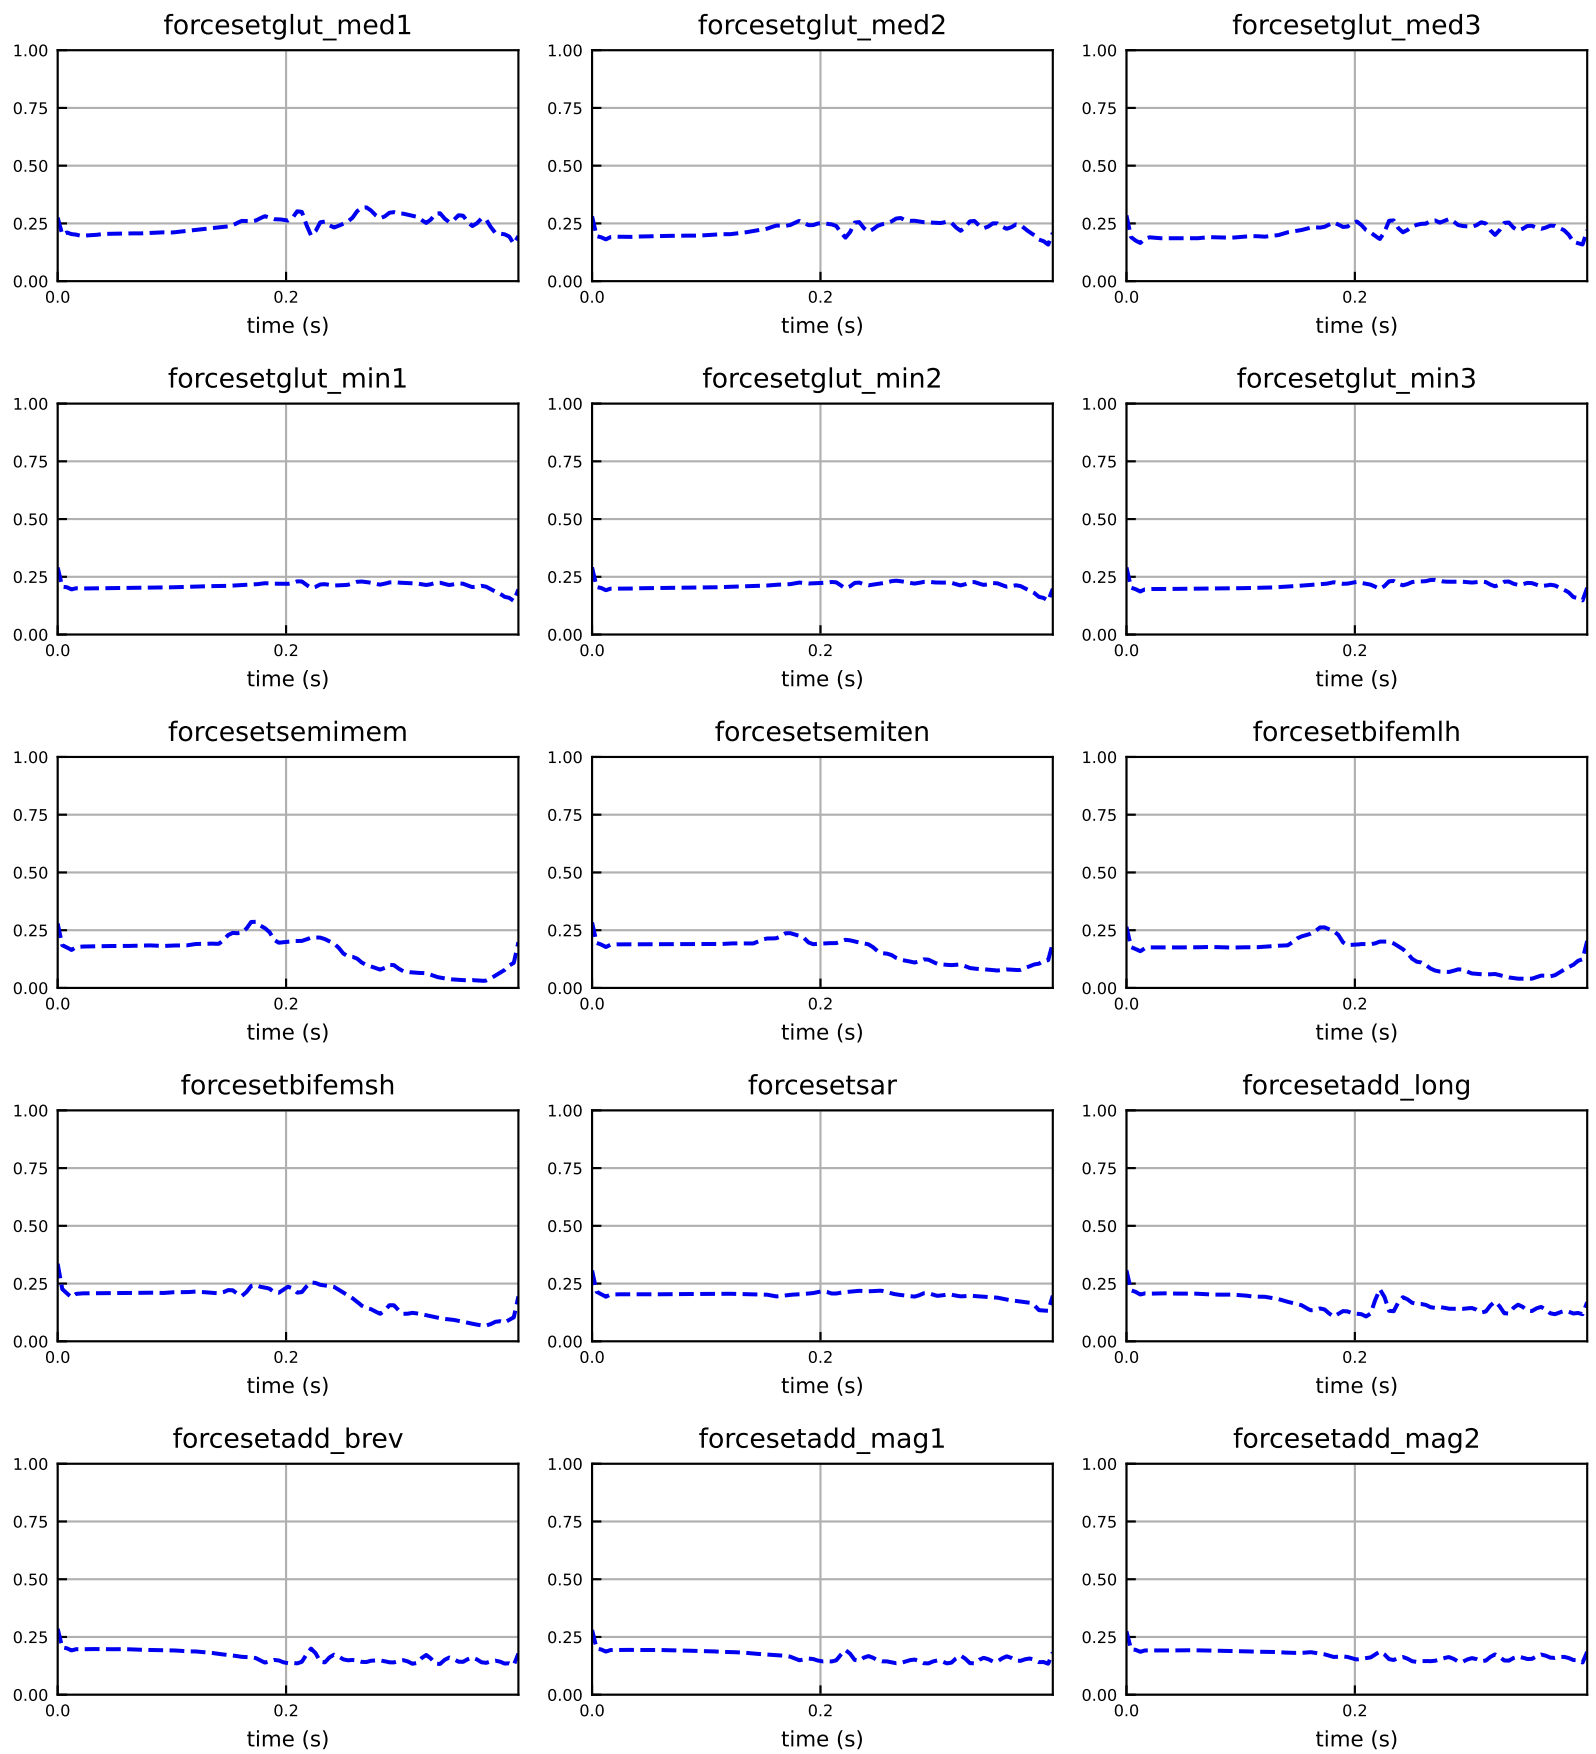 forcesetglut_med1 forcesetglut_med2 forcesetglut_med3
1.00 1.00 1.00
0.75 0.75 0.75
0.50 0.50 0.50
0.25 0.25 0.25
0.00 0.00 0.00
0.0 0.2 0.0 0.2 0.0 0.2
time (s) time (s) time (s)
forcesetglut_min1 forcesetglut_min2 forcesetglut_min3
1.00 1.00 1.00
0.75 0.75 0.75
0.50 0.50 0.50
0.25 0.25 0.25
0.00 0.00 0.00
0.0 0.2 0.0 0.2 0.0 0.2
time (s) time (s) time (s)
forcesetsemimem forcesetsemiten forcesetbifemlh
1.00 1.00 1.00
0.75 0.75 0.75
0.50 0.50 0.50
0.25 0.25 0.25
0.00 0.00 0.00
0.0 0.2 0.0 0.2 0.0 0.2
time (s) time (s) time (s)
forcesetbifemsh forcesetsar forcesetadd_long
1.00 1.00 1.00
0.75 0.75 0.75
0.50 0.50 0.50
0.25 0.25 0.25
0.00 0.00 0.00
0.0 0.2 0.0 0.2 0.0 0.2
time (s) time (s) time (s)
forcesetadd_brev forcesetadd_mag1 forcesetadd_mag2
1.00 1.00 1.00
0.75 0.75 0.75
0.50 0.50 0.50
0.25 0.25 0.25
0.00 0.00 0.00
0.0 0.2 0.0 0.2 0.0 0.2
time (s) time (s) time (s)